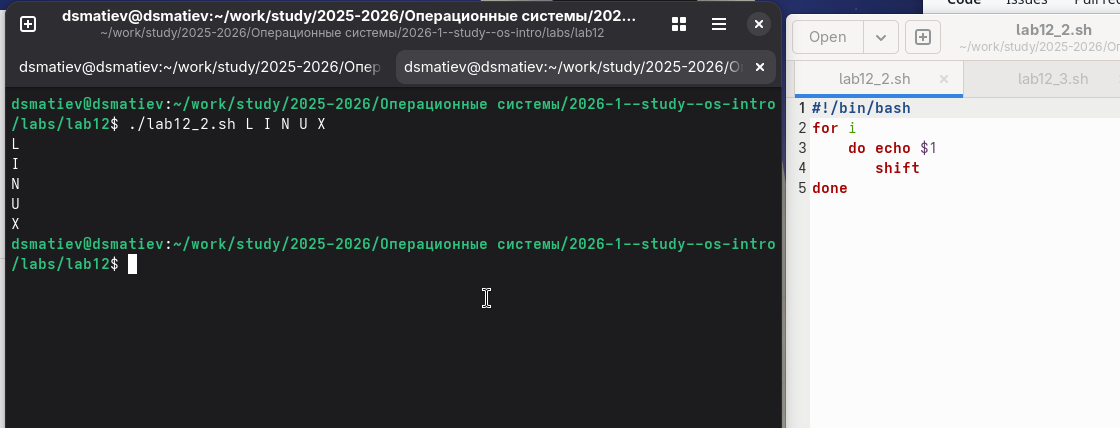 dsmatiev@dsmatiev:~/work/study/2025-2026/Операционные системы/202…
~/work/study/2025-2026/Операционные системы/2026-1--study--os-intro/labs/lab12
dsmatiev@dsmatiev:~/work/study/2025-2026/Опер
dsmatiev@dsmatiev:~/work/study/2025-2026/О
dsmatiev@dsmatiev:~/work/study/2025-2026/Операционные системы/2026-1--study--os-intro
/labs/lab12$ ./lab12_2.sh L I N U X
L
I
N
U
X
dsmatiev@dsmatiev:~/work/study/2025-2026/Операционные системы/2026-1--study--os-intro
/labs/lab12$
Code Issues
Open
lab12_2.sh
~/work/study/2025-2026/О
lab12_2.sh
lab12_3.sh
1 #!/bin/bash
2 for i
3 do echo $1
4 shift
5 done